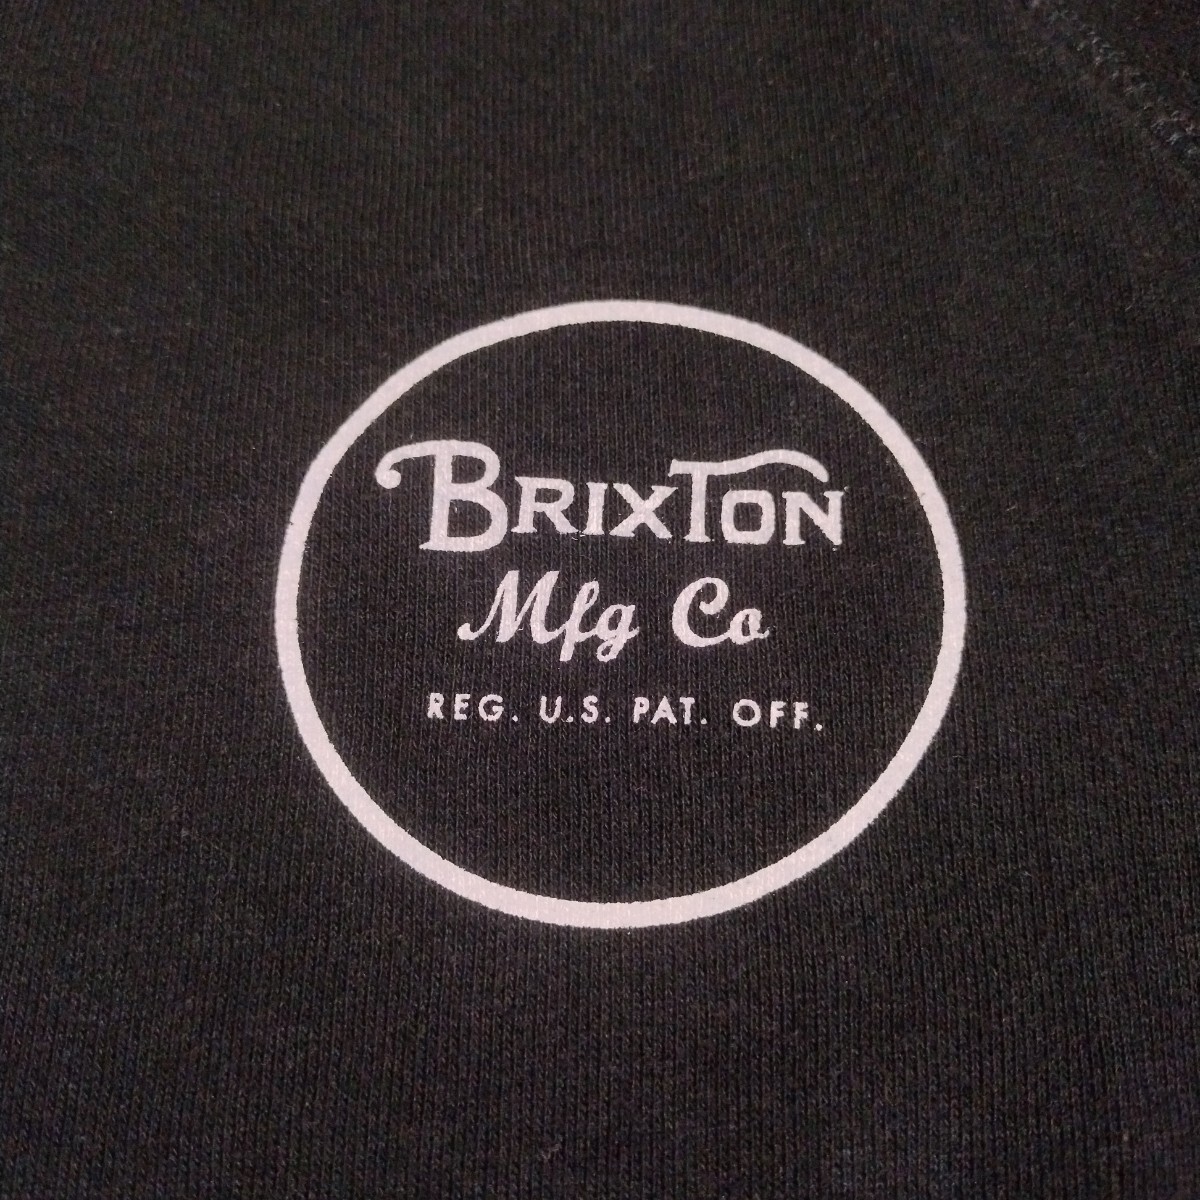 BRIXTON
Mfg Co
REG. U.S. PAT. OFF.